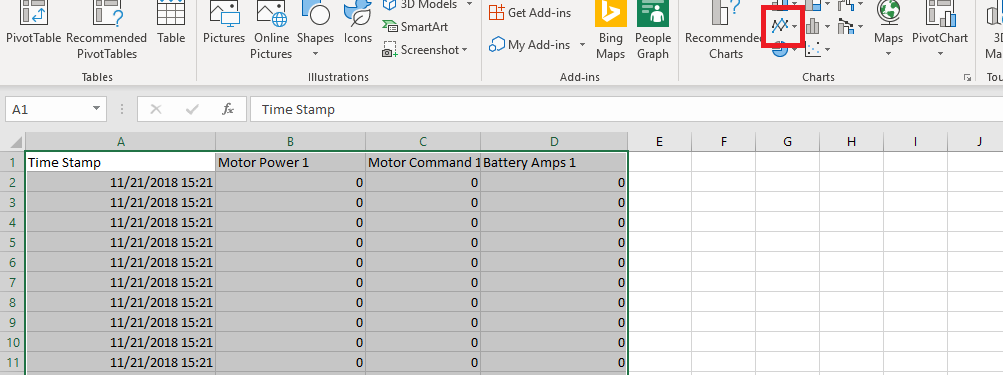 3D Models
SmartArt
Screenshot
PivotTable
Recommended
PivotTables
Table
Pictures
Online
Pictures
Shapes
Icons
Get Add-ins
My Add-ins
Bing
Maps
People
Graph
Recommended
Charts
Maps
PivotChart
3D
Tables
Illustrations
Add-ins
Charts
A1
fx
Time Stamp
A B C D E F G H I J
1 Time Stamp Motor Power 1 Motor Command 1 Battery Amps 1
2 11/21/2018 15:21 0 0 0
3 11/21/2018 15:21 0 0 0
4 11/21/2018 15:21 0 0 0
5 11/21/2018 15:21 0 0 0
6 11/21/2018 15:21 0 0 0
7 11/21/2018 15:21 0 0 0
8 11/21/2018 15:21 0 0 0
9 11/21/2018 15:21 0 0 0
10 11/21/2018 15:21 0 0 0
11 11/21/2018 15:21 0 0 0